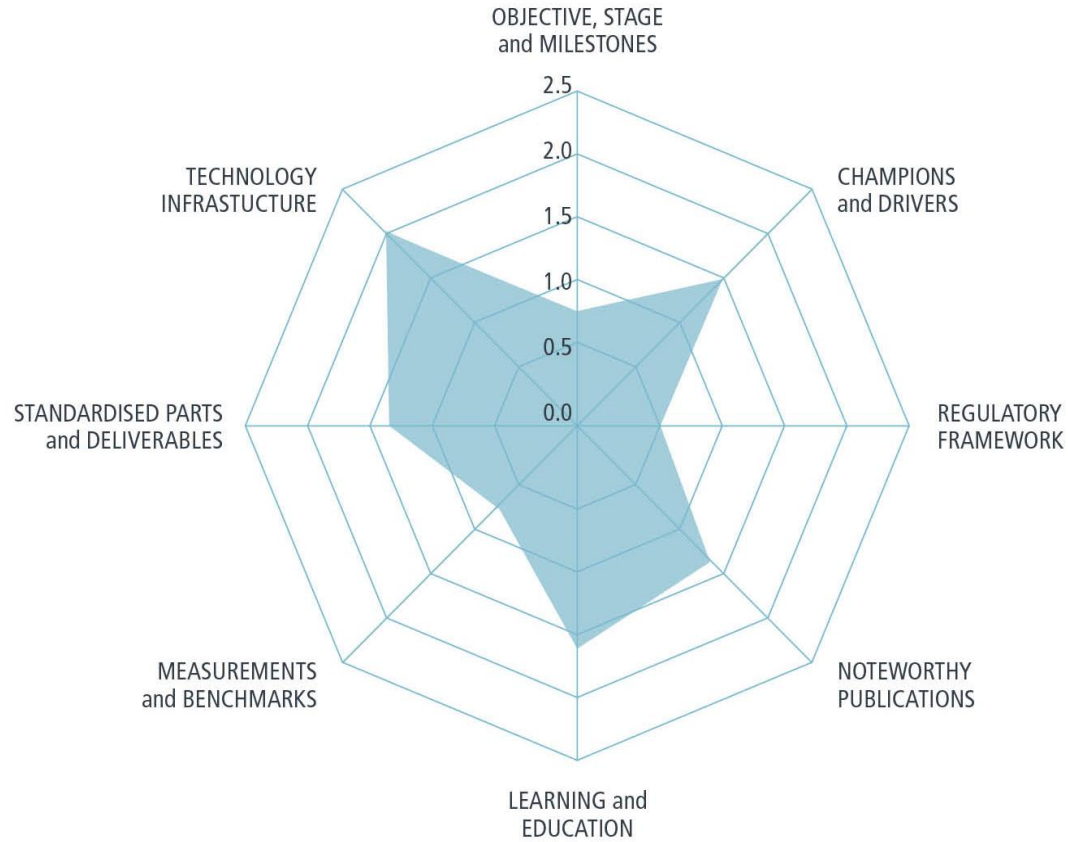 OBJECTIVE, STAGE
and MILESTONES
2.5
2.0
1.5
1.0
0.5
0.0
CHAMPIONS
and DRIVERS
REGULATORY
FRAMEWORK
NOTEWORTHY
PUBLICATIONS
LEARNING and
EDUCATION
MEASUREMENTS
and BENCHMARKS
STANDARDISED PARTS
and DELIVERABLES
TECHNOLOGY
INFRASTUCTURE